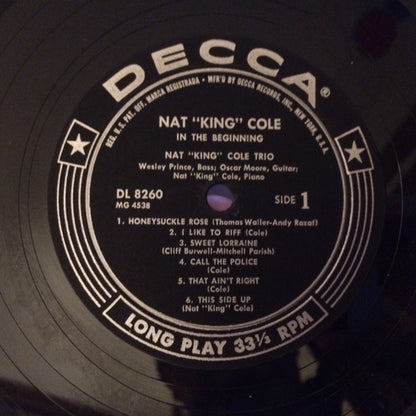 DECCA®
REG. U.S. PAT. OFF. MARCA REGISTRADA • MF'D BY DECCA RECORDS, INC., NEW YORK, U.S.A.
NAT "KING" COLE
IN THE BEGINNING
NAT "KING" COLE TRIO
Wesley Prince, Bass; Oscar Moore, Guitar;
Nat "King" Cole, Piano
DL 8260
MG 4538
SIDE 1
1. HONEYSUCKLE ROSE (Thomas Waller-Andy Razaf)
2. I LIKE TO RIFF (Cole)
3. SWEET LORRAINE
(Cliff Burwell-Mitchell Parish)
4. CALL THE POLICE
(Cole)
5. THAT AIN'T RIGHT
(Cole)
6. THIS SIDE UP
(Nat "King" Cole)
LONG PLAY 33⅓ RPM